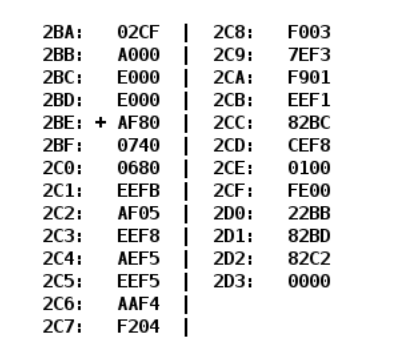 2BA: 02CF | 2C8: F003
2BB: A000 | 2C9: 7EF3
2BC: E000 | 2CA: F901
2BD: E000 | 2CB: EEF1
2BE: + AF80 | 2CC: 82BC
2BF: 0740 | 2CD: CEF8
2C0: 0680 | 2CE: 0100
2C1: EEFB | 2CF: FE00
2C2: AF05 | 2D0: 22BB
2C3: EEF8 | 2D1: 82BD
2C4: AEF5 | 2D2: 82C2
2C5: EEF5 | 2D3: 0000
2C6: AAF4 |
2C7: F204 |